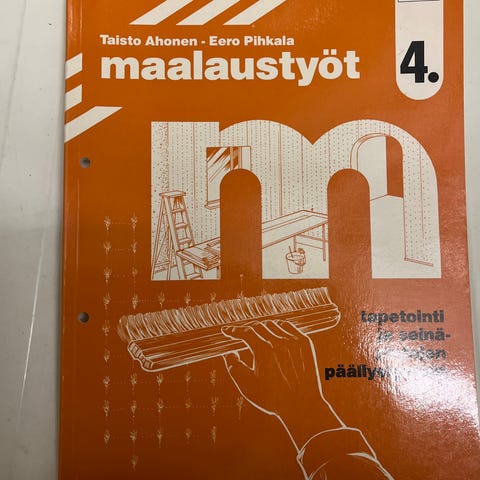 Taisto Ahonen - Eero Pihkala
maalaustyöt
4.
m
tapetointi
ja seinä-